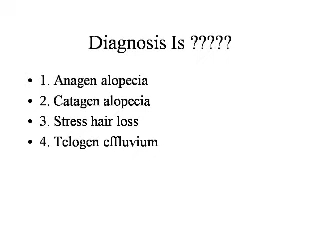 Diagnosis Is ?????
• 1. Anagen alopecia
• 2. Catagen alopecia
• 3. Stress hair loss
• 4. Telogen effluvium